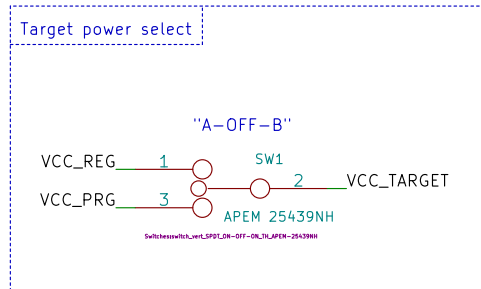 Target power select
"A-OFF-B"
VCC_REG 1 SW1
2 VCC_TARGET
VCC_PRG 3
APEM 25439NH
Switches:switch_vert_SPDT_ON-OFF-ON_TH_APEM-25439NH